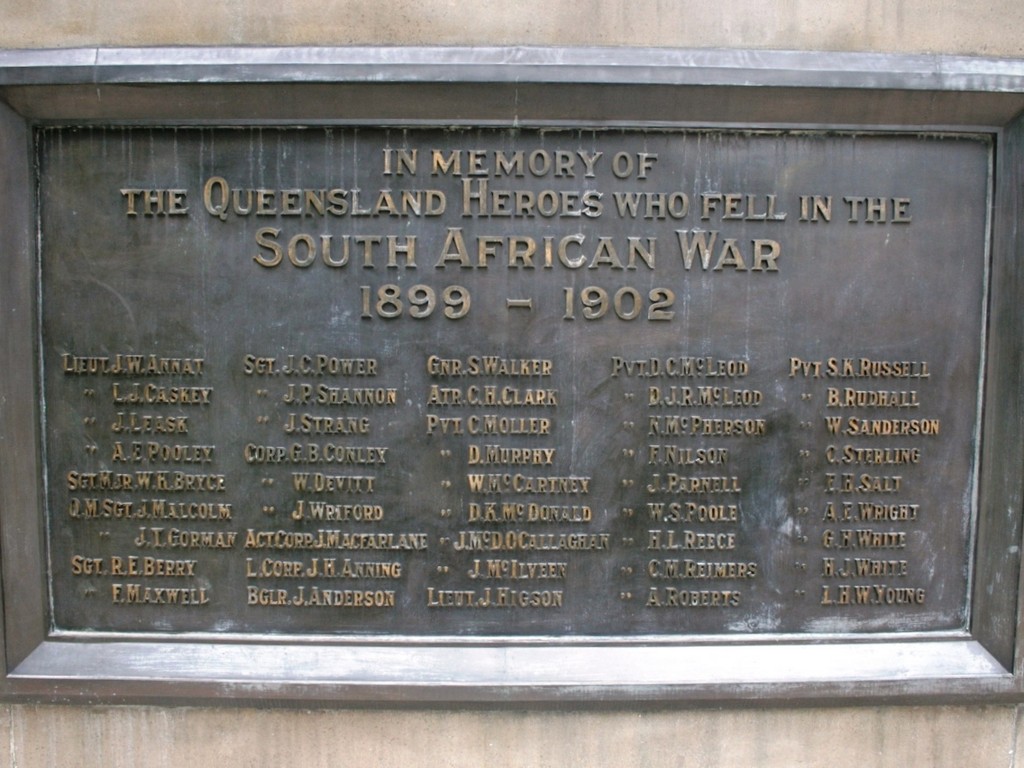 IN MEMORY OF
THE QUEENSLAND HEROES WHO FELL IN THE
SOUTH AFRICAN WAR
1899 - 1902
LIEUT. J.W. ANNAT
" L.J. CASKEY
" J. LEASK
" A.E. POOLEY
SGT. MJR. W.H. BRYCE
Q.M. SGT. J. MALCOLM
" J.T. GORMAN
SGT. R.E. BERRY
" F. MAXWELL
SGT. J.C. POWER
" J.P. SHANNON
" J. STRANG
CORP. G.B. CONLEY
" W. DEVITT
" J. WRIFORD
ACT. CORP. J. MACFARLANE
L. CORP. J.H. ANNING
BGLR. J. ANDERSON
GNR. S. WALKER
ATR. C.H. CLARK
PVT. C. MOLLER
" D. MURPHY
" W. McCARTNEY
" D.K. McDONALD
" J. McD. O'CALLAGHAN
" J. McILVEEN
LIEUT. J. HIGSON
PVT. D.C. McLEOD
" D.J.R. McLEOD
" N. McPHERSON
" F. NILSON
" J. PARNELL
" W.S. POOLE
" H.L. REECE
" C.M. REIMERS
" A. ROBERTS
PVT. S.K. RUSSELL
" B. RUDHALL
" W. SANDERSON
" C. STERLING
" SALT
" A.E. WRIGHT
" G.H. WHITE
" H.J. WHITE
" L.H.W. YOUNG